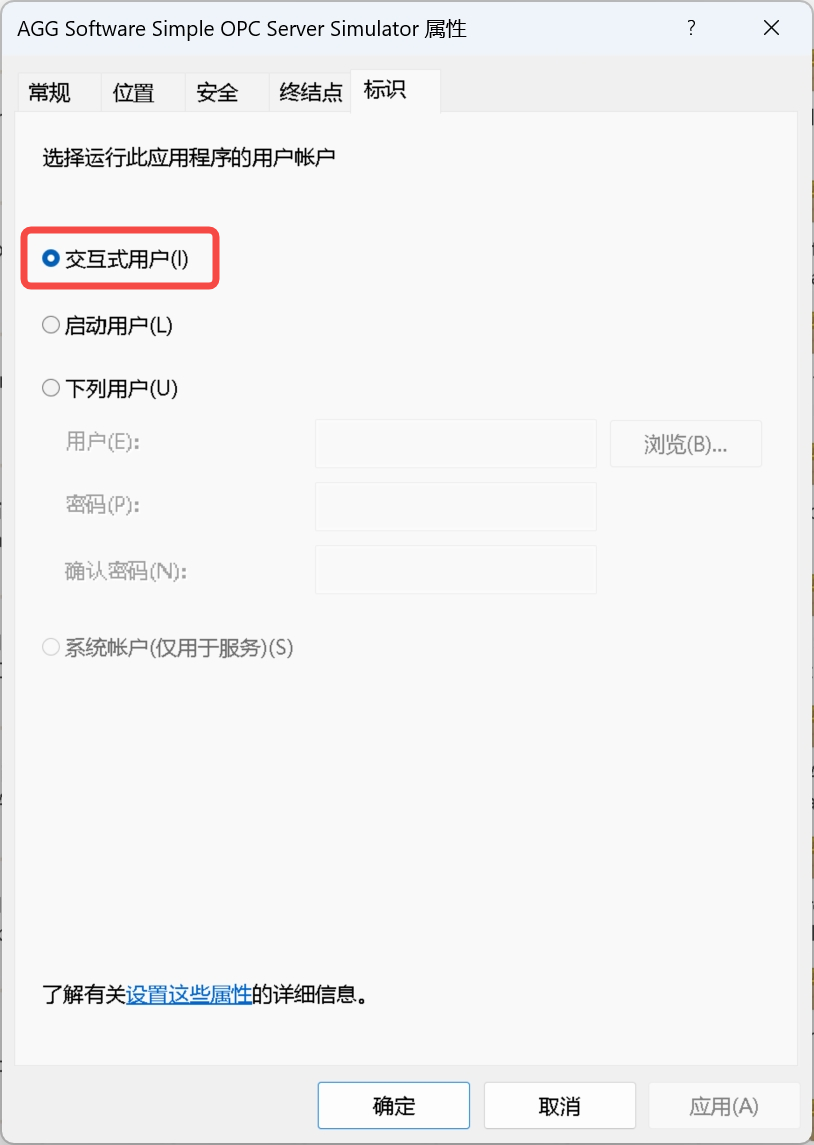 AGG Software Simple OPC Server Simulator 属性
常规 位置 安全 终结点 标识
选择运行此应用程序的用户帐户
交互式用户(I)
启动用户(L)
下列用户(U)
用户(E): 浏览(B)...
密码(P):
确认密码(N):
系统帐户(仅用于服务)(S)
了解有关设置这些属性的详细信息。
确定 取消 应用(A)